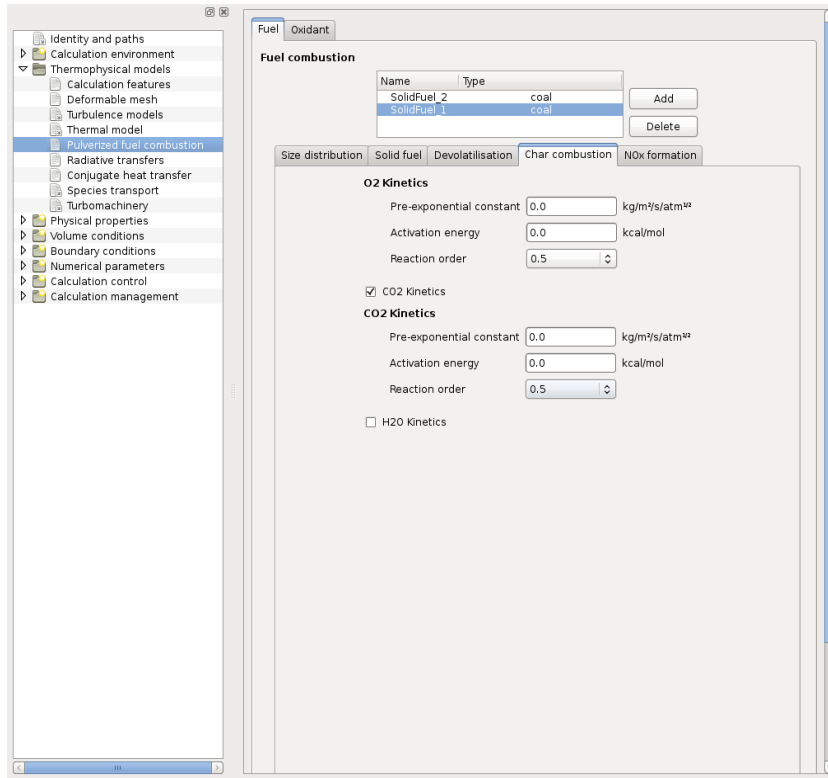 Identity and paths
Calculation environment
Thermophysical models
Calculation features
Deformable mesh
Turbulence models
Thermal model
Pulverized fuel combustion
Radiative transfers
Conjugate heat transfer
Species transport
Turbomachinery
Physical properties
Volume conditions
Boundary conditions
Numerical parameters
Calculation control
Calculation management
Fuel Oxidant
Fuel combustion
Name Type
SolidFuel_2 coal
SolidFuel_1 coal
Add
Delete
Size distribution Solid fuel Devolatilisation Char combustion NOx formation
O2 Kinetics
Pre-exponential constant 0.0 kg/m²/s/atm¹ᐟ²
Activation energy 0.0 kcal/mol
Reaction order 0.5
CO2 Kinetics
CO2 Kinetics
Pre-exponential constant 0.0 kg/m²/s/atm¹ᐟ²
Activation energy 0.0 kcal/mol
Reaction order 0.5
H2O Kinetics